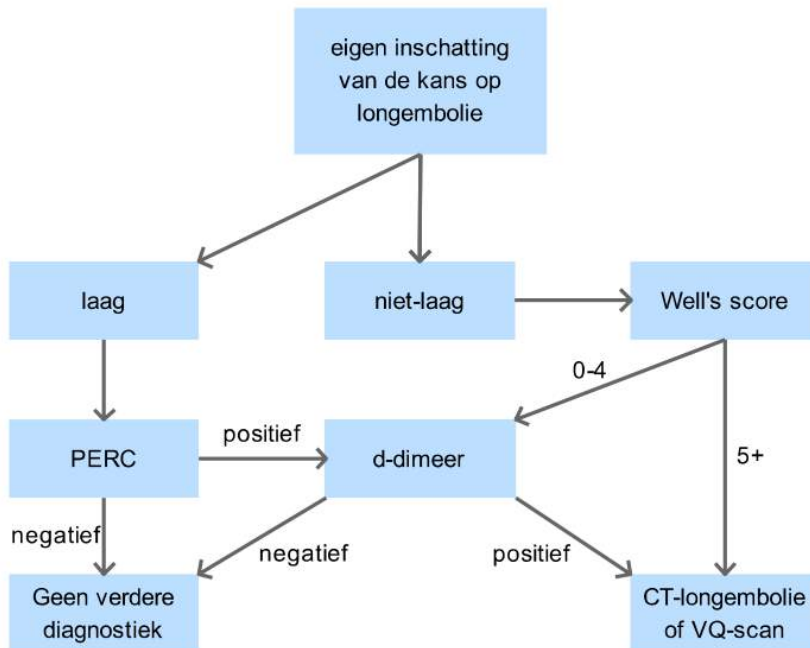 eigen inschatting
van de kans op
longembolie
laag
niet-laag
Well's score
0-4
5+
PERC
positief
d-dimeer
negatief
negatief
positief
Geen verdere
diagnostiek
CT-longembolie
of VQ-scan